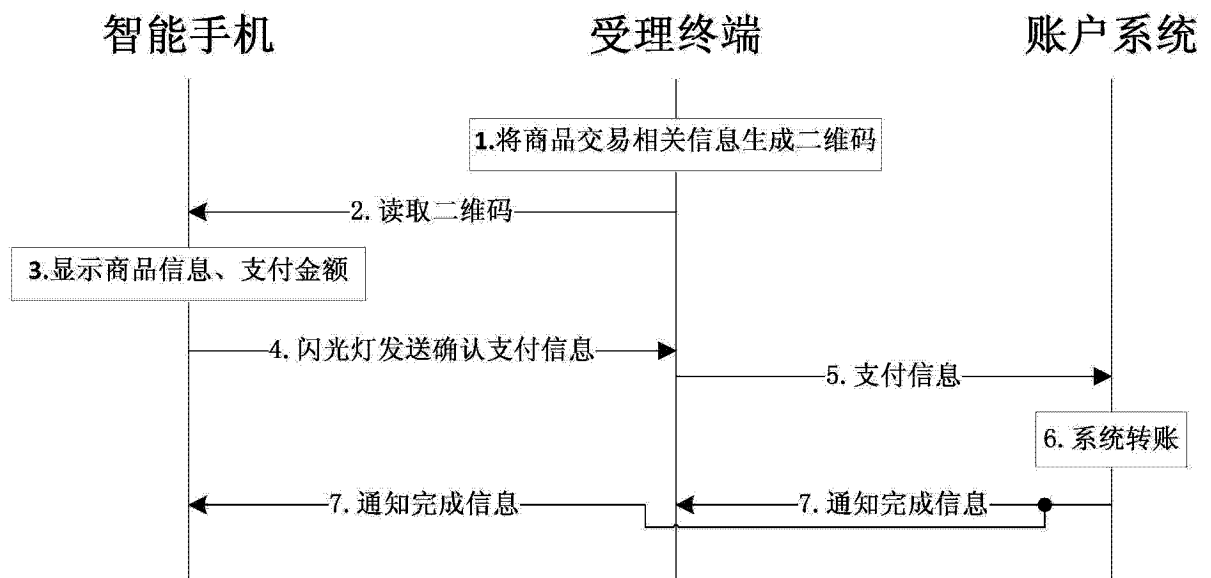 智能手机
受理终端
账户系统
1.将商品交易相关信息生成二维码
2. 读取二维码
3.显示商品信息、支付金额
4. 闪光灯发送确认支付信息
5. 支付信息
6. 系统转账
7. 通知完成信息
7. 通知完成信息